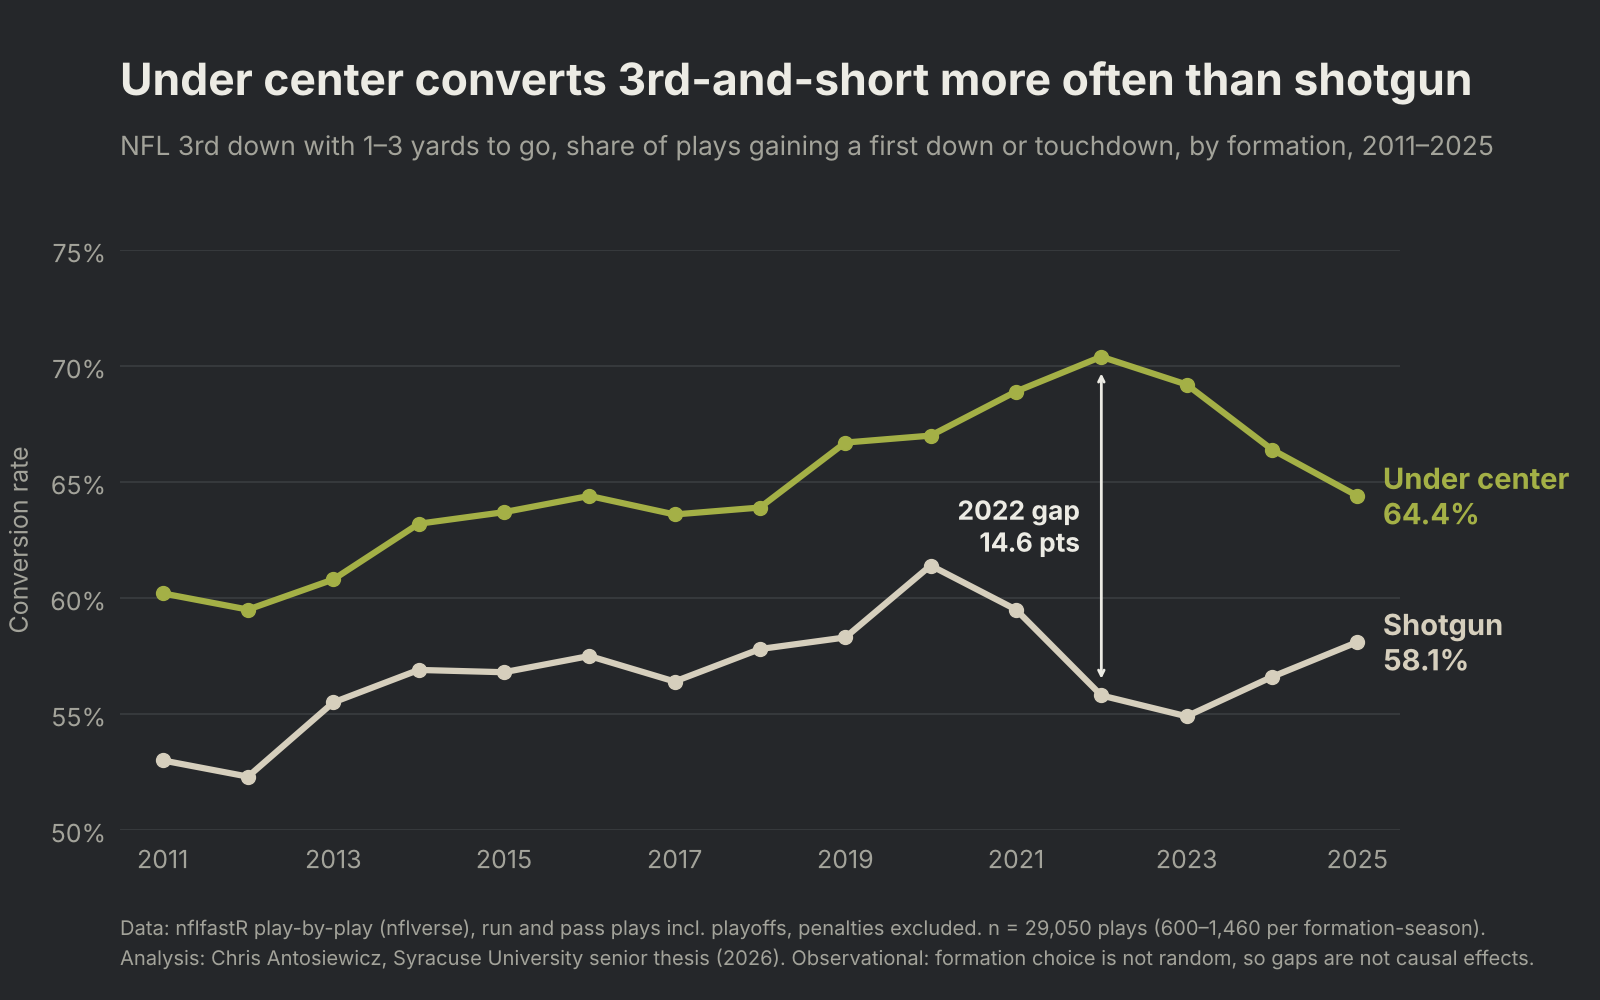 Under center converts 3rd-and-short more often than shotgun
NFL 3rd down with 1–3 yards to go, share of plays gaining a first down or touchdown, by formation, 2011–2025
75%
70%
65%
60%
55%
50%
Conversion rate
2022 gap
14.6 pts
Under center
64.4%
Shotgun
58.1%
2011 2013 2015 2017 2019 2021 2023 2025
Data: nflfastR play-by-play (nflverse), run and pass plays incl. playoffs, penalties excluded. n = 29,050 plays (600–1,460 per formation-season).
Analysis: Chris Antosiewicz, Syracuse University senior thesis (2026). Observational: formation choice is not random, so gaps are not causal effects.